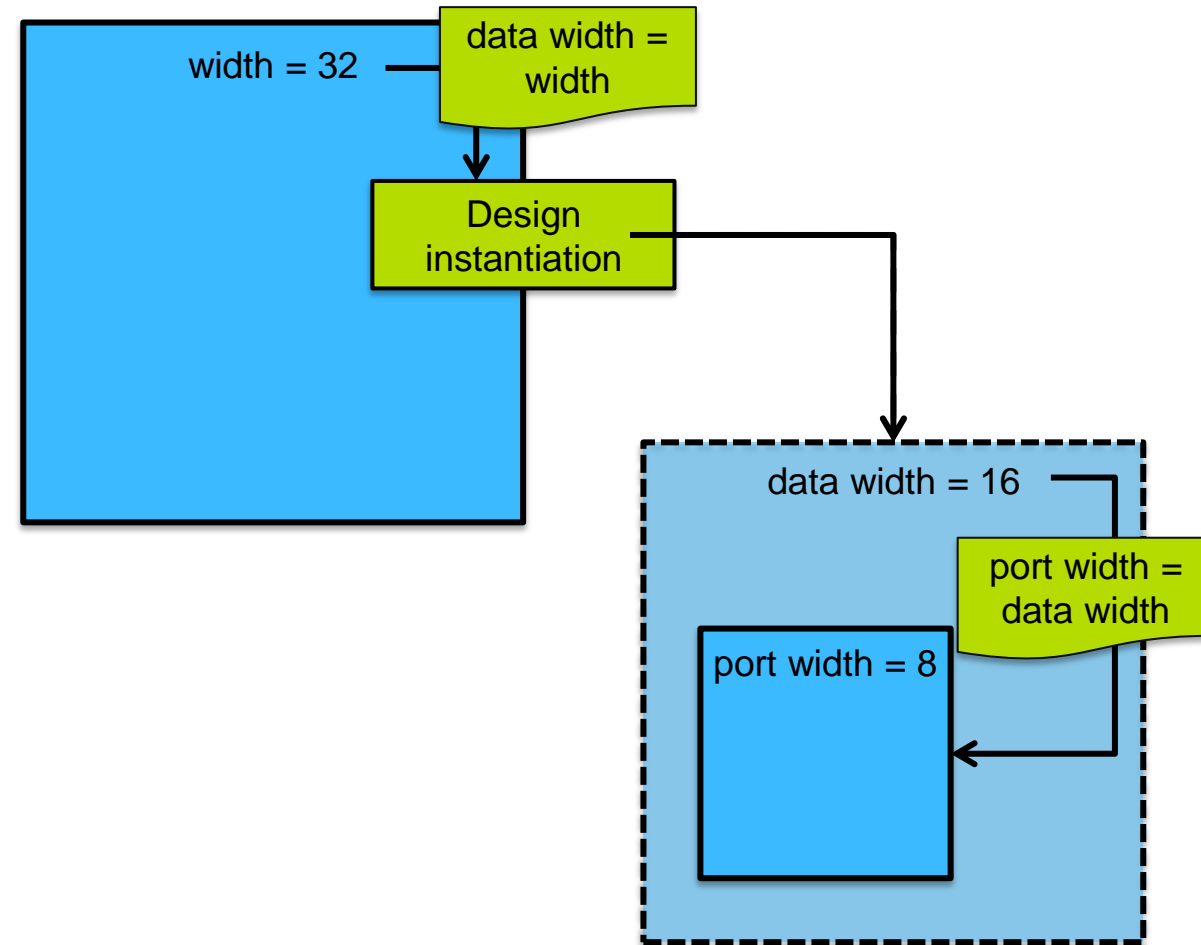 width = 32
data width =
width
Design
instantiation
data width = 16
port width =
data width
port width = 8